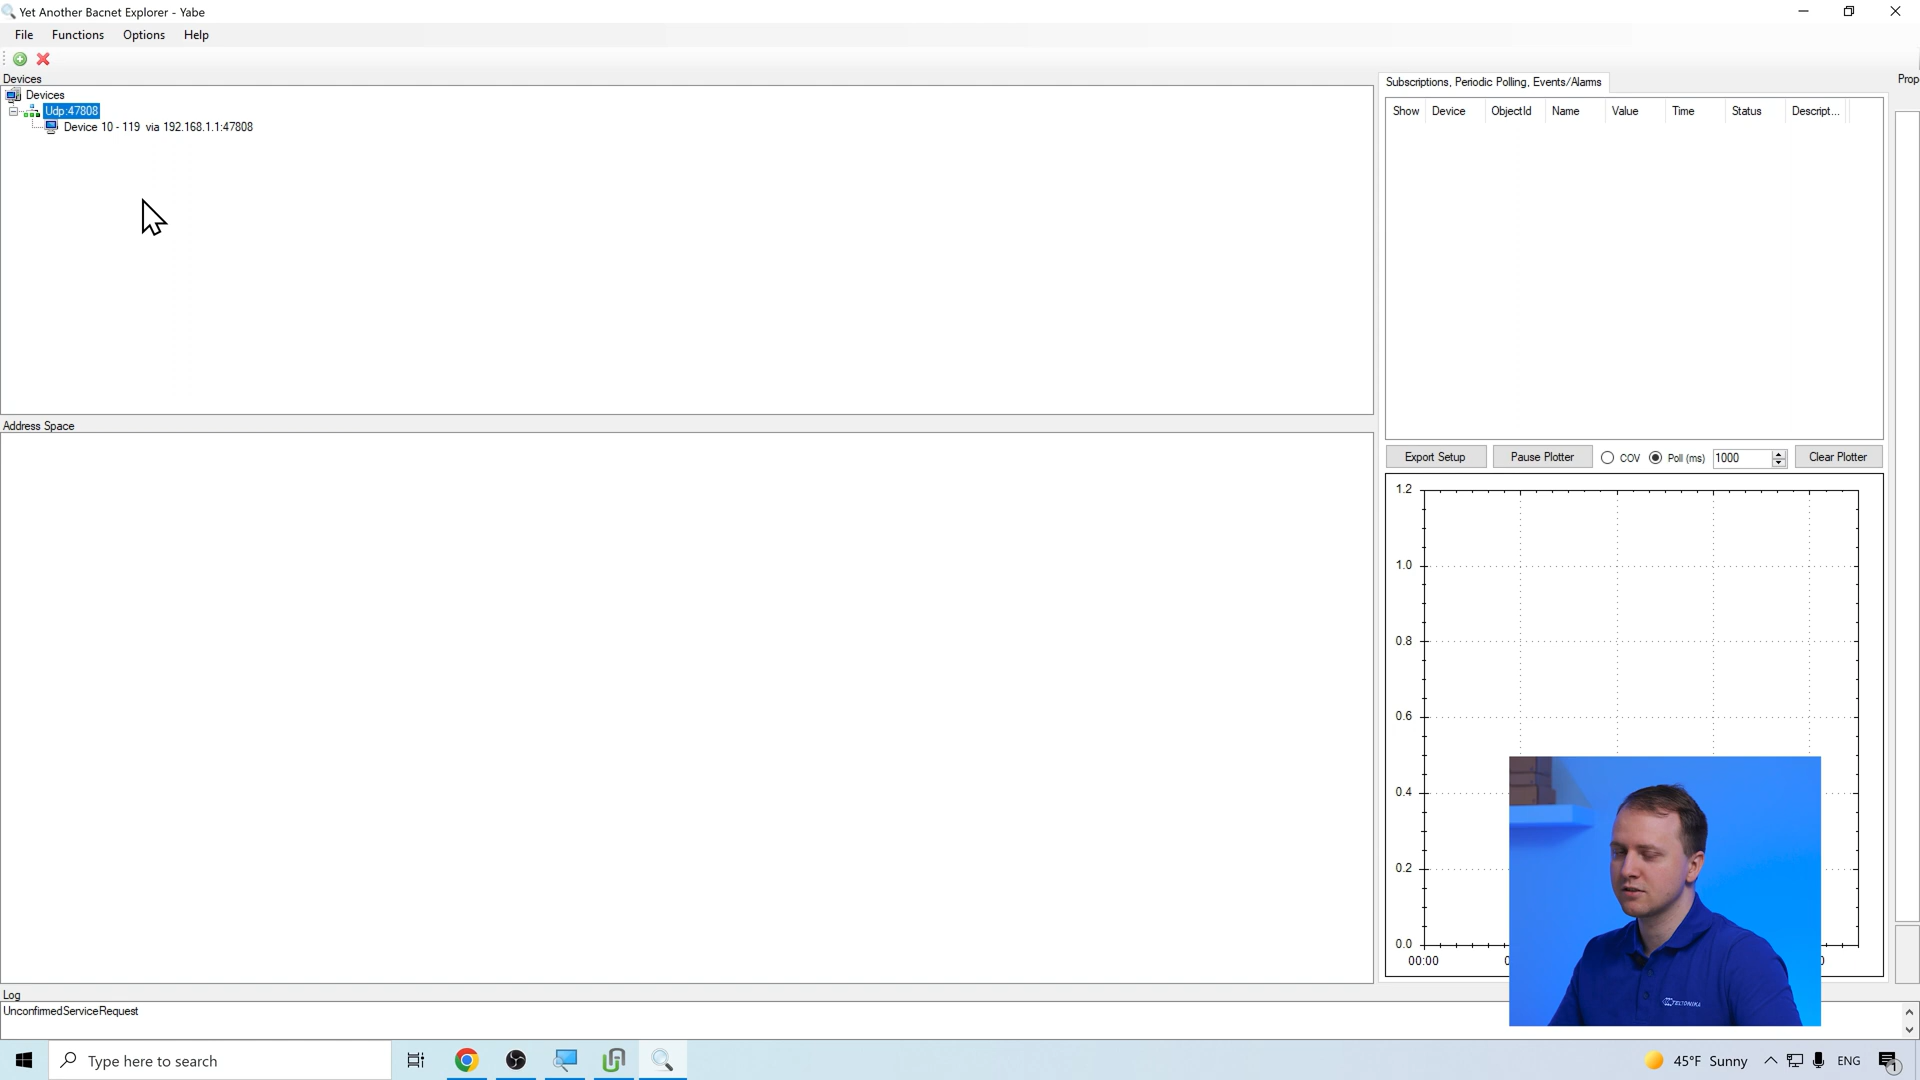 Yet Another Bacnet Explorer - Yabe
File Functions Options Help
Devices
Devices
Udp:47808
Device 10 - 119 via 192.168.1.1:47808
Address Space
Log
UnconfirmedServiceRequest
Subscriptions, Periodic Polling, Events/Alarms
Prop
Show Device ObjectId Name Value Time Status Descript...
Export Setup Pause Plotter COV Poll (ms) 1000 Clear Plotter
1.2
1.0
0.8
0.6
0.4
0.2
0.0
00:00
TELTONIKA
Type here to search
45°F Sunny ENG 1